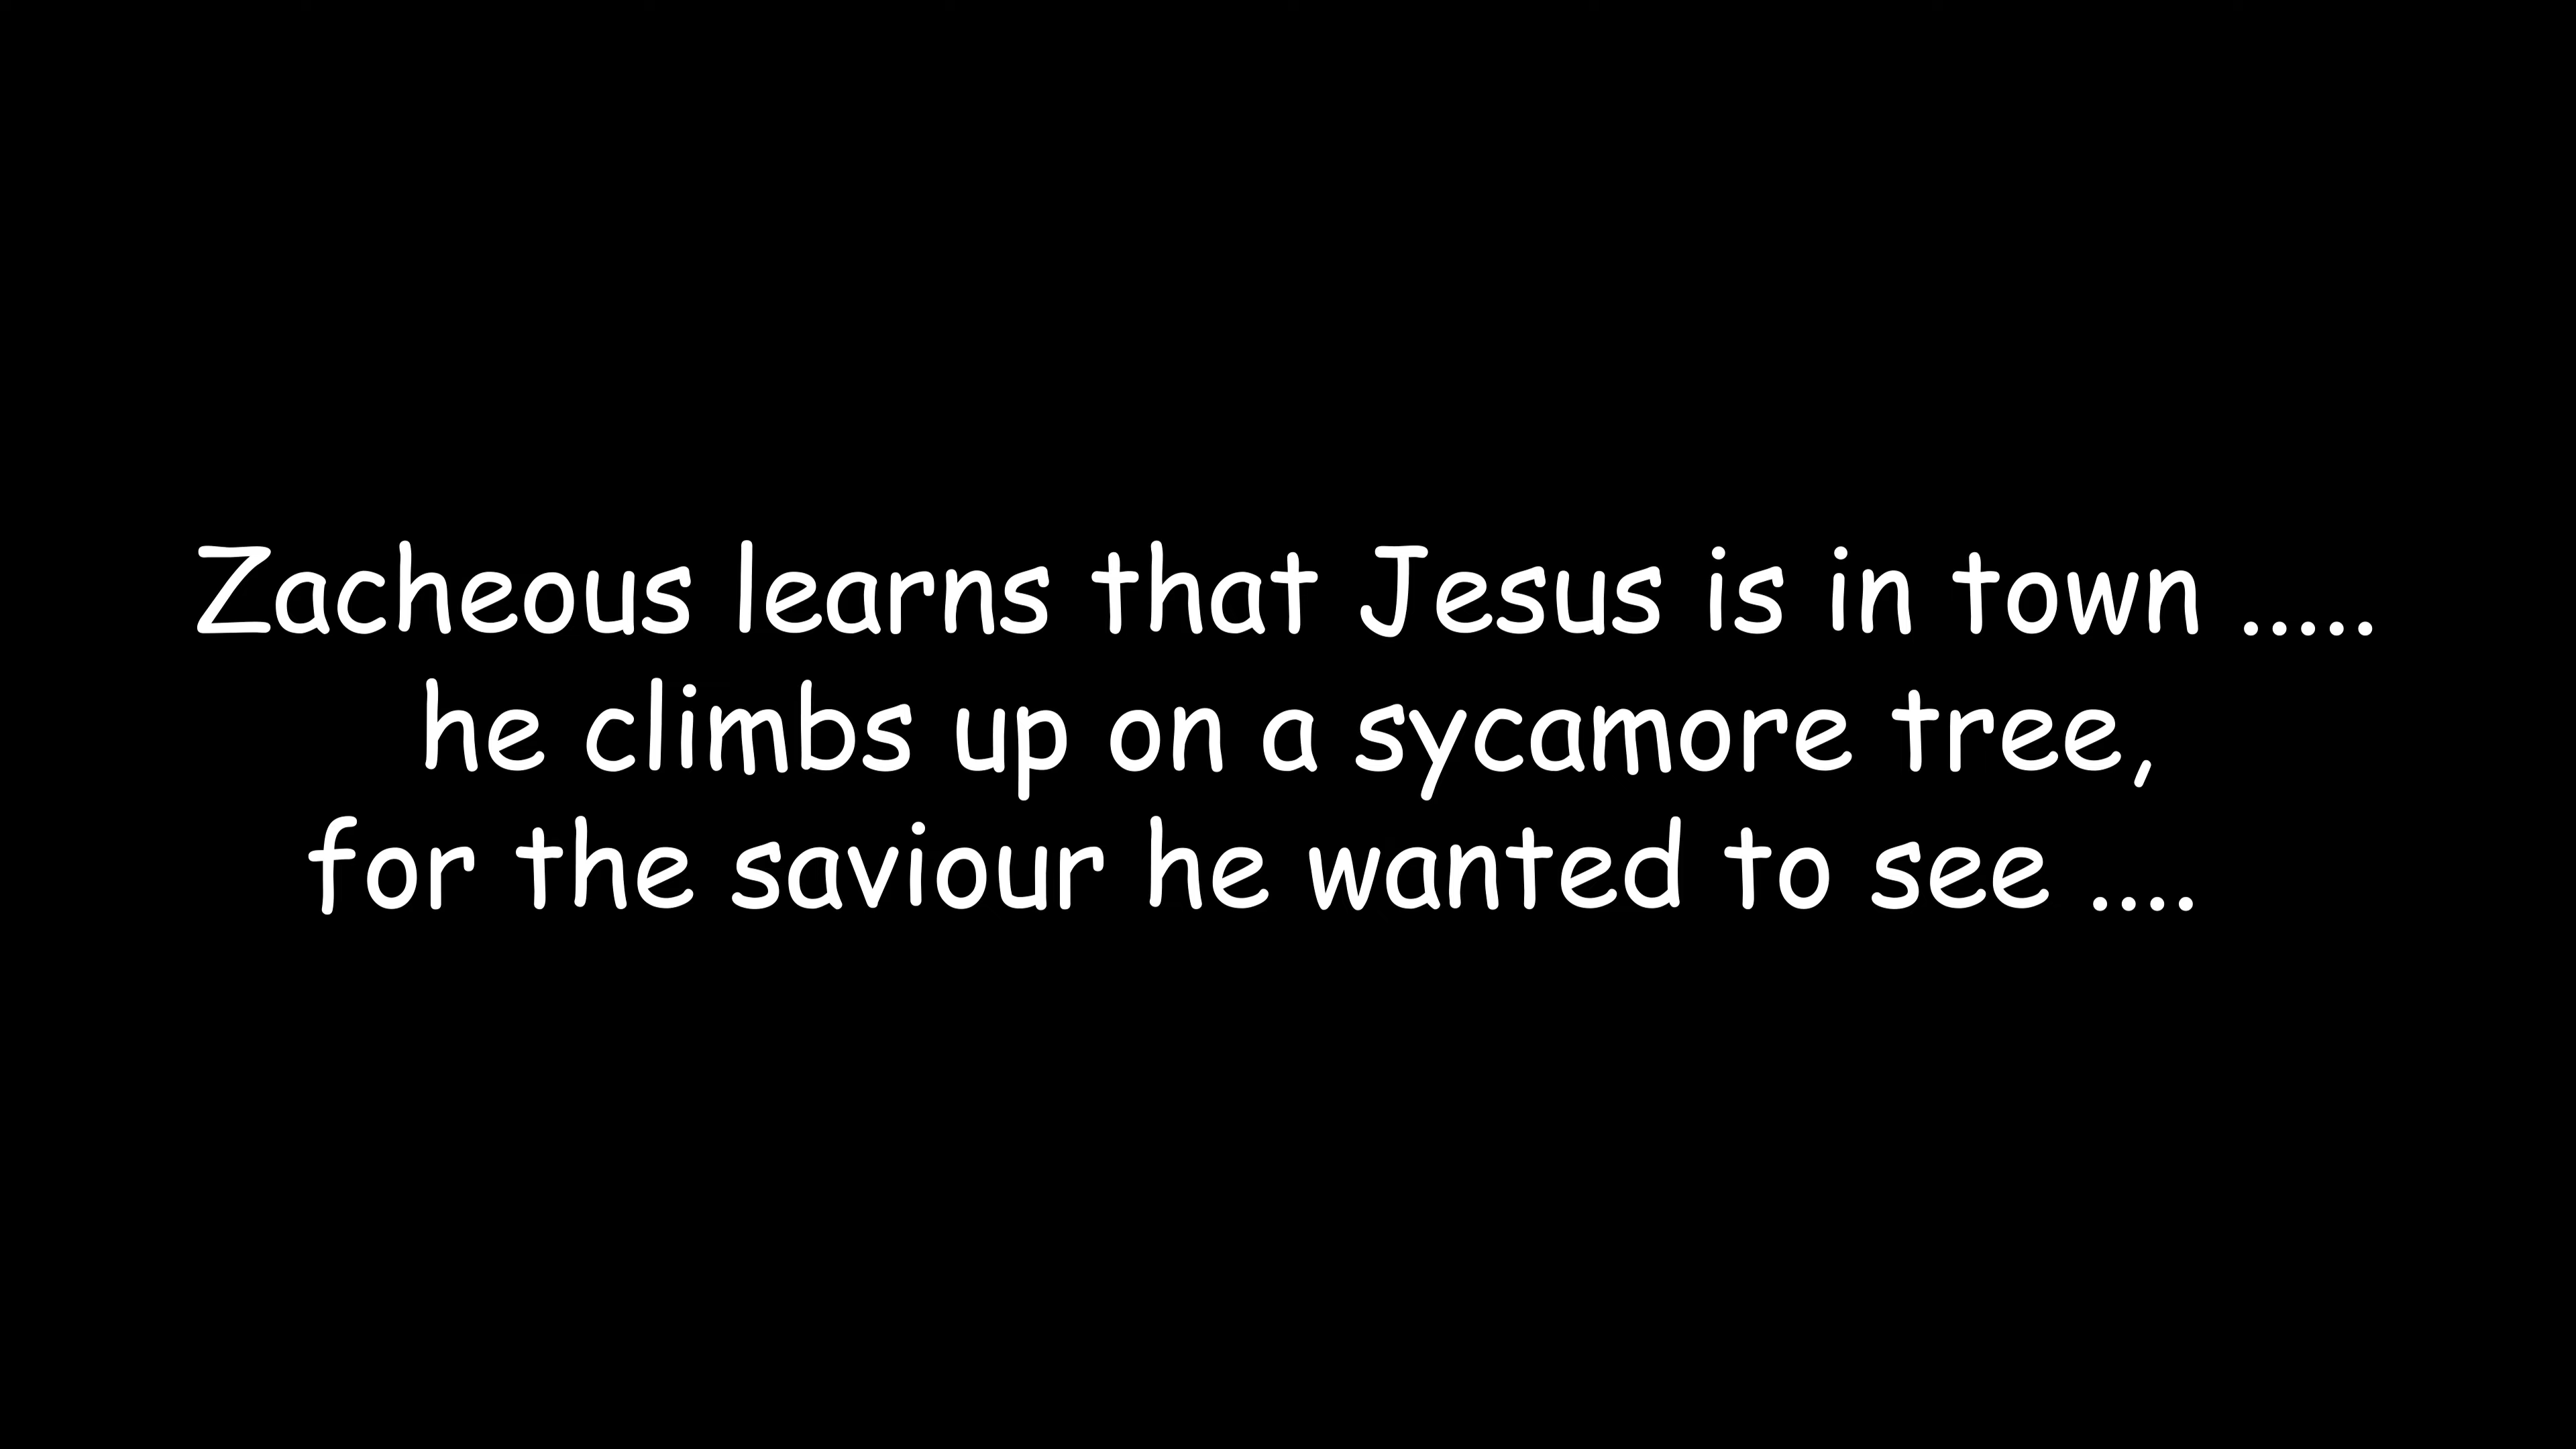 Zacheous learns that Jesus is in town .....
he climbs up on a sycamore tree,
for the saviour he wanted to see ....